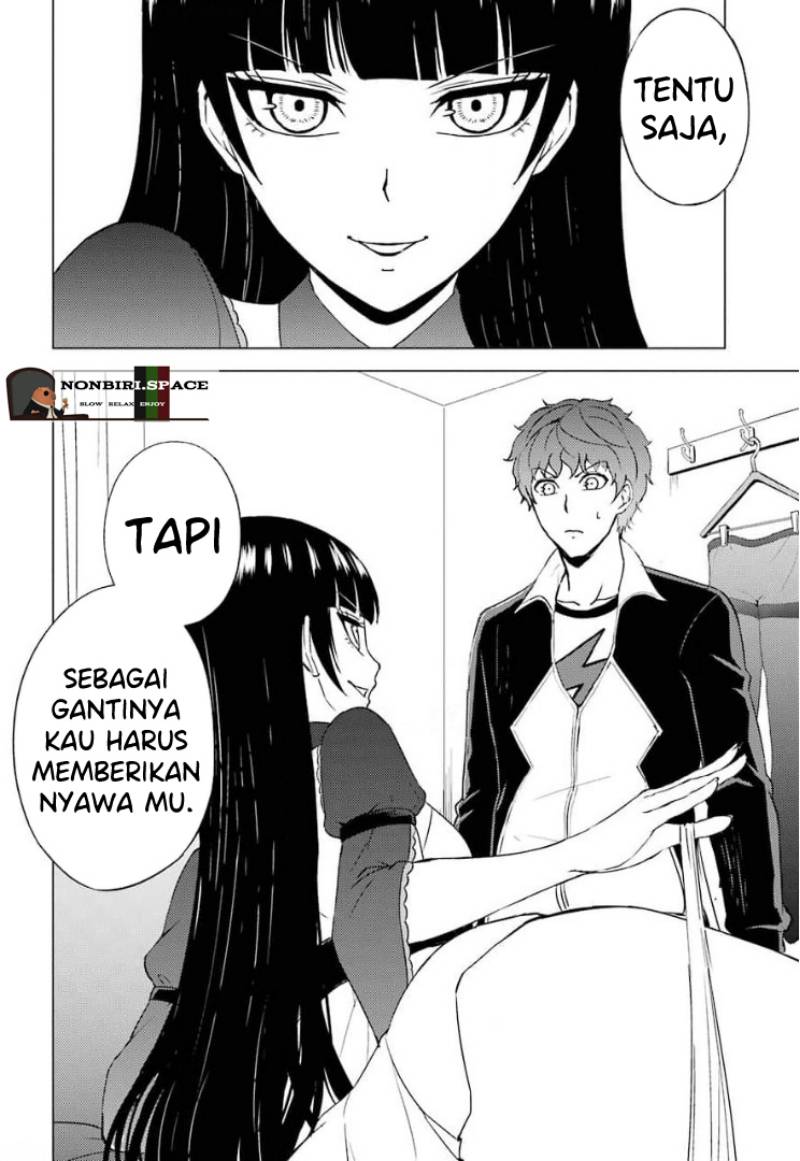 TENTU
SAJA,
NONBIRI.SPACE
SLOW RELAX ENJOY
TAPI
SEBAGAI
GANTINYA
KAU HARUS
MEMBERIKAN
NYAWA MU.